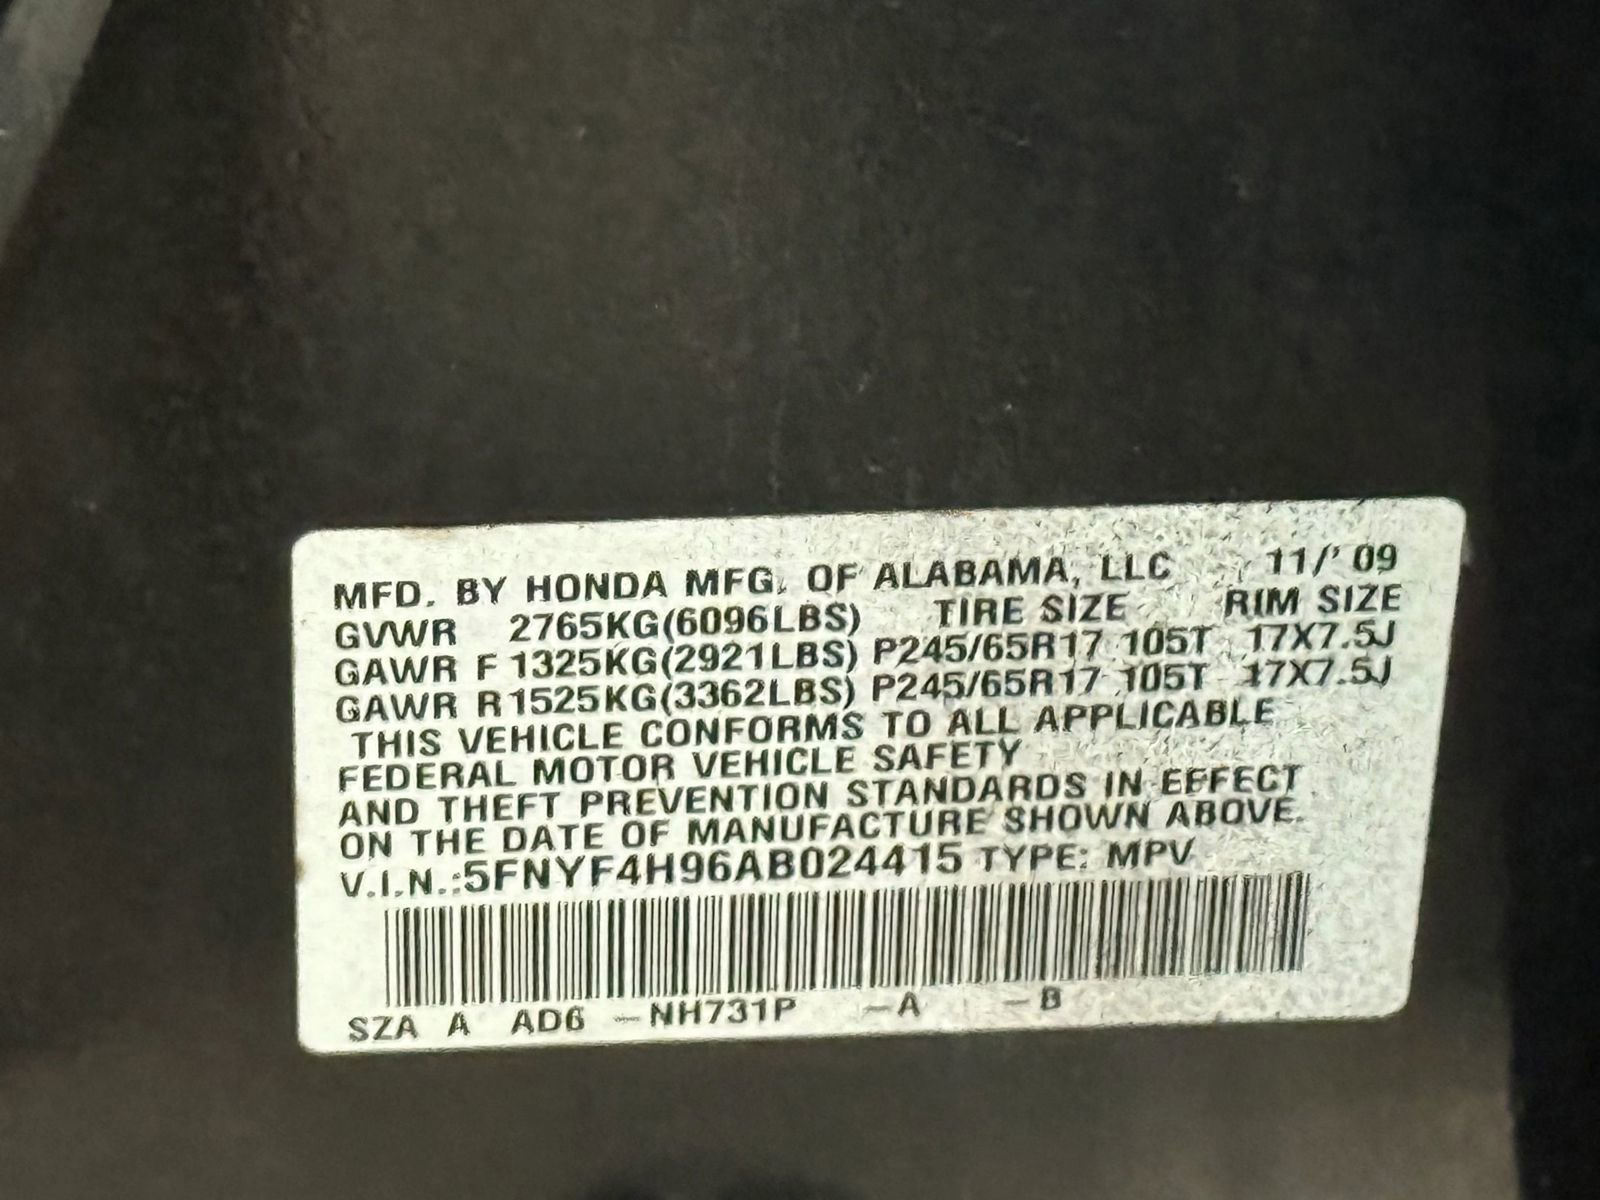 MFD. BY HONDA MFG. OF ALABAMA, LLC 11/'09
GVWR 2765KG(6096LBS) TIRE SIZE RIM SIZE
GAWR F 1325KG(2921LBS) P245/65R17 105T 17X7.5J
GAWR R 1525KG(3362LBS) P245/65R17 105T 17X7.5J
THIS VEHICLE CONFORMS TO ALL APPLICABLE
FEDERAL MOTOR VEHICLE SAFETY
AND THEFT PREVENTION STANDARDS IN EFFECT
ON THE DATE OF MANUFACTURE SHOWN ABOVE.
V.I.N.:5FNYF4H96AB024415 TYPE: MPV
SZA A AD6 -NH731P -A -B